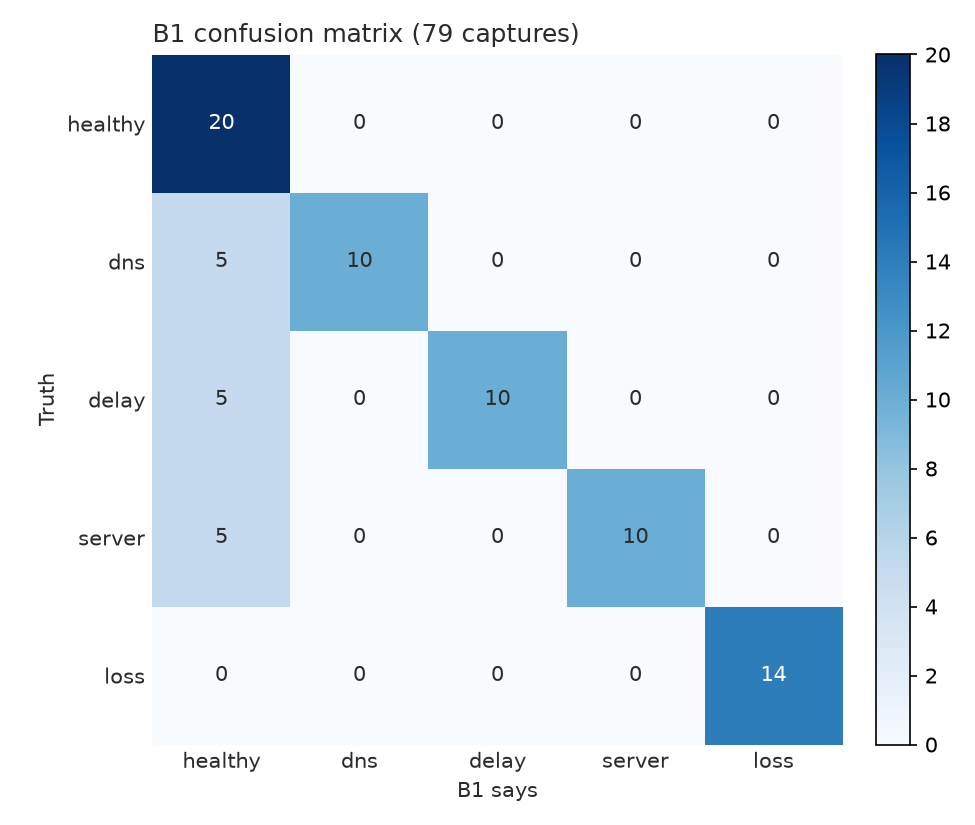 B1 confusion matrix (79 captures)
healthy 20 0 0 0 0
dns 5 10 0 0 0
delay 5 0 10 0 0
server 5 0 0 10 0
loss 0 0 0 0 14
healthy dns delay server loss
B1 says
Truth
20
18
16
14
12
10
8
6
4
2
0